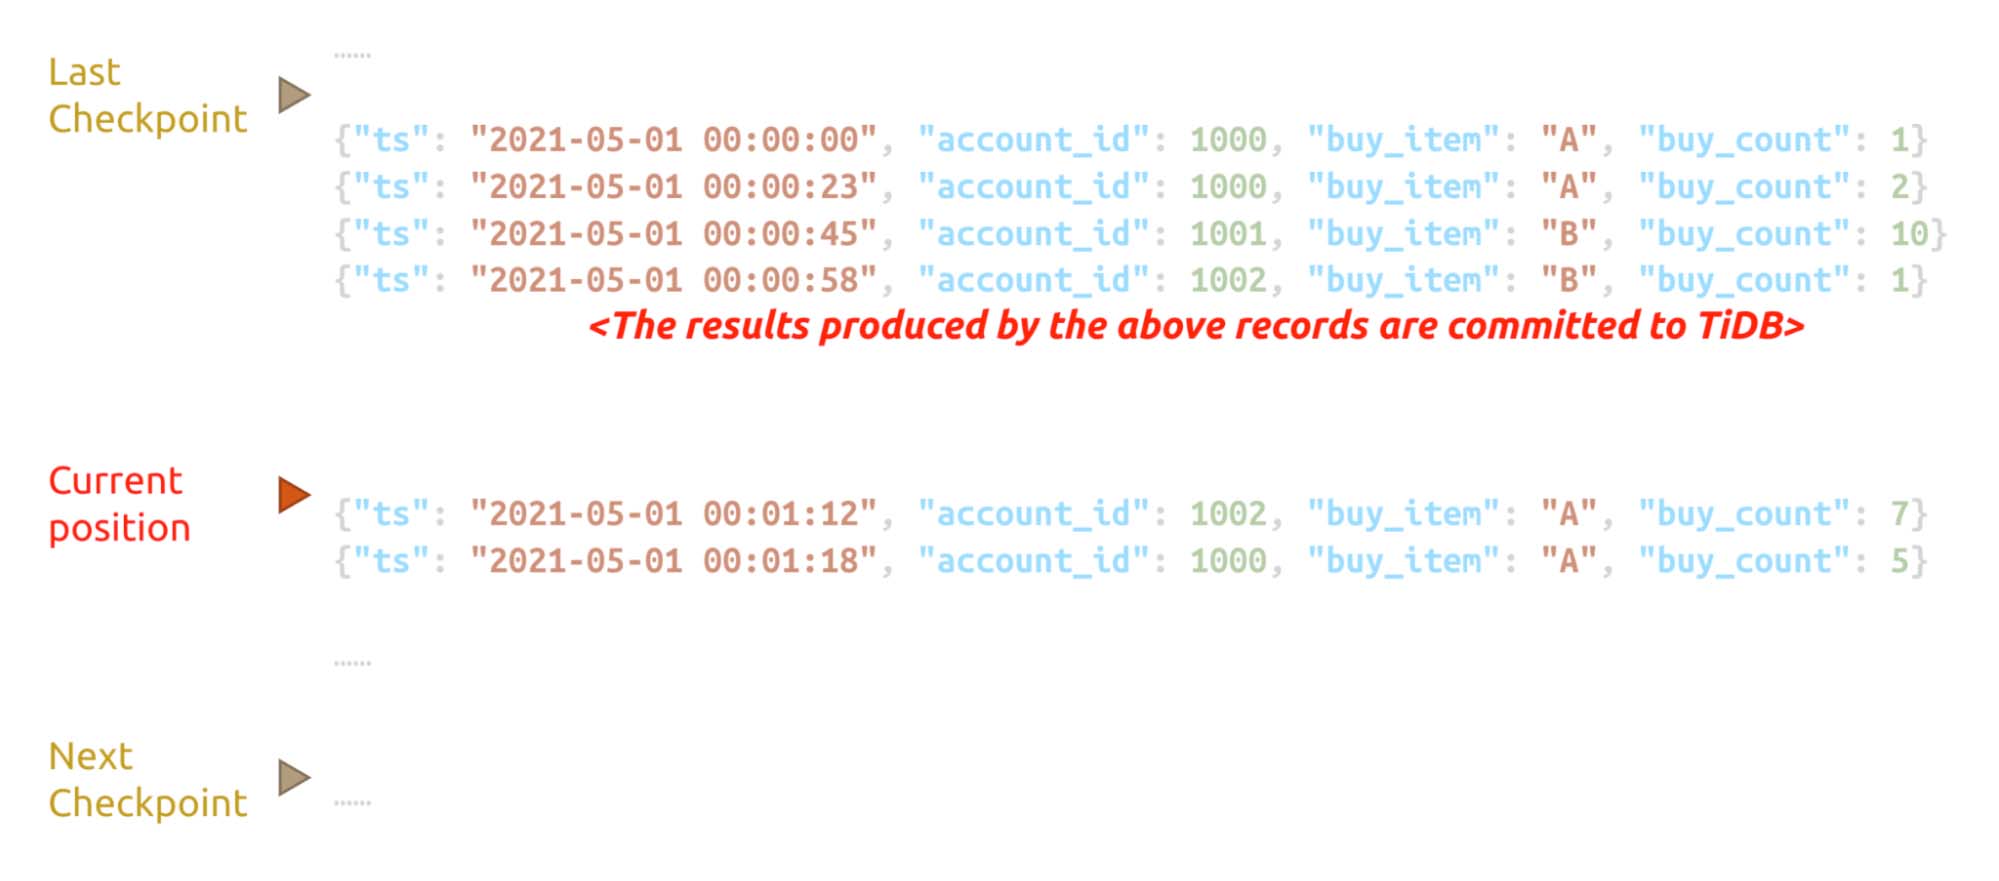 ......
Last
Checkpoint
{"ts": "2021-05-01 00:00:00", "account_id": 1000, "buy_item": "A", "buy_count": 1}
{"ts": "2021-05-01 00:00:23", "account_id": 1000, "buy_item": "A", "buy_count": 2}
{"ts": "2021-05-01 00:00:45", "account_id": 1001, "buy_item": "B", "buy_count": 10}
{"ts": "2021-05-01 00:00:58", "account_id": 1002, "buy_item": "B", "buy_count": 1}
<The results produced by the above records are committed to TiDB>
Current
position
{"ts": "2021-05-01 00:01:12", "account_id": 1002, "buy_item": "A", "buy_count": 7}
{"ts": "2021-05-01 00:01:18", "account_id": 1000, "buy_item": "A", "buy_count": 5}
......
Next
Checkpoint
......